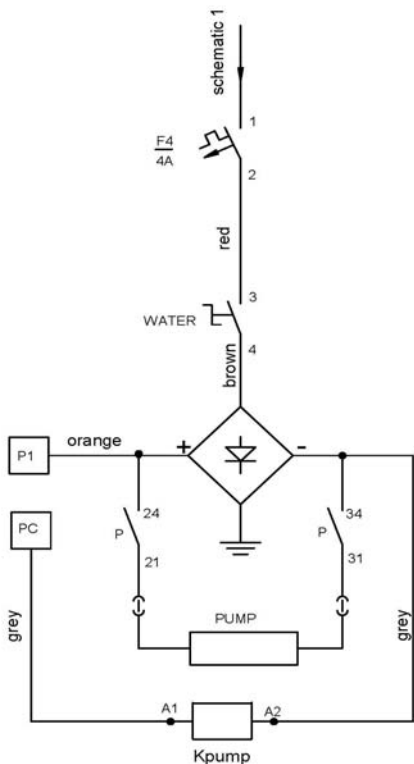 schematic 1
1
F4
4A
2
red
3
WATER
4
brown
orange
+
-
P1
PC
24
P
21
34
P
31
PUMP
grey
grey
A1
A2
Kpump